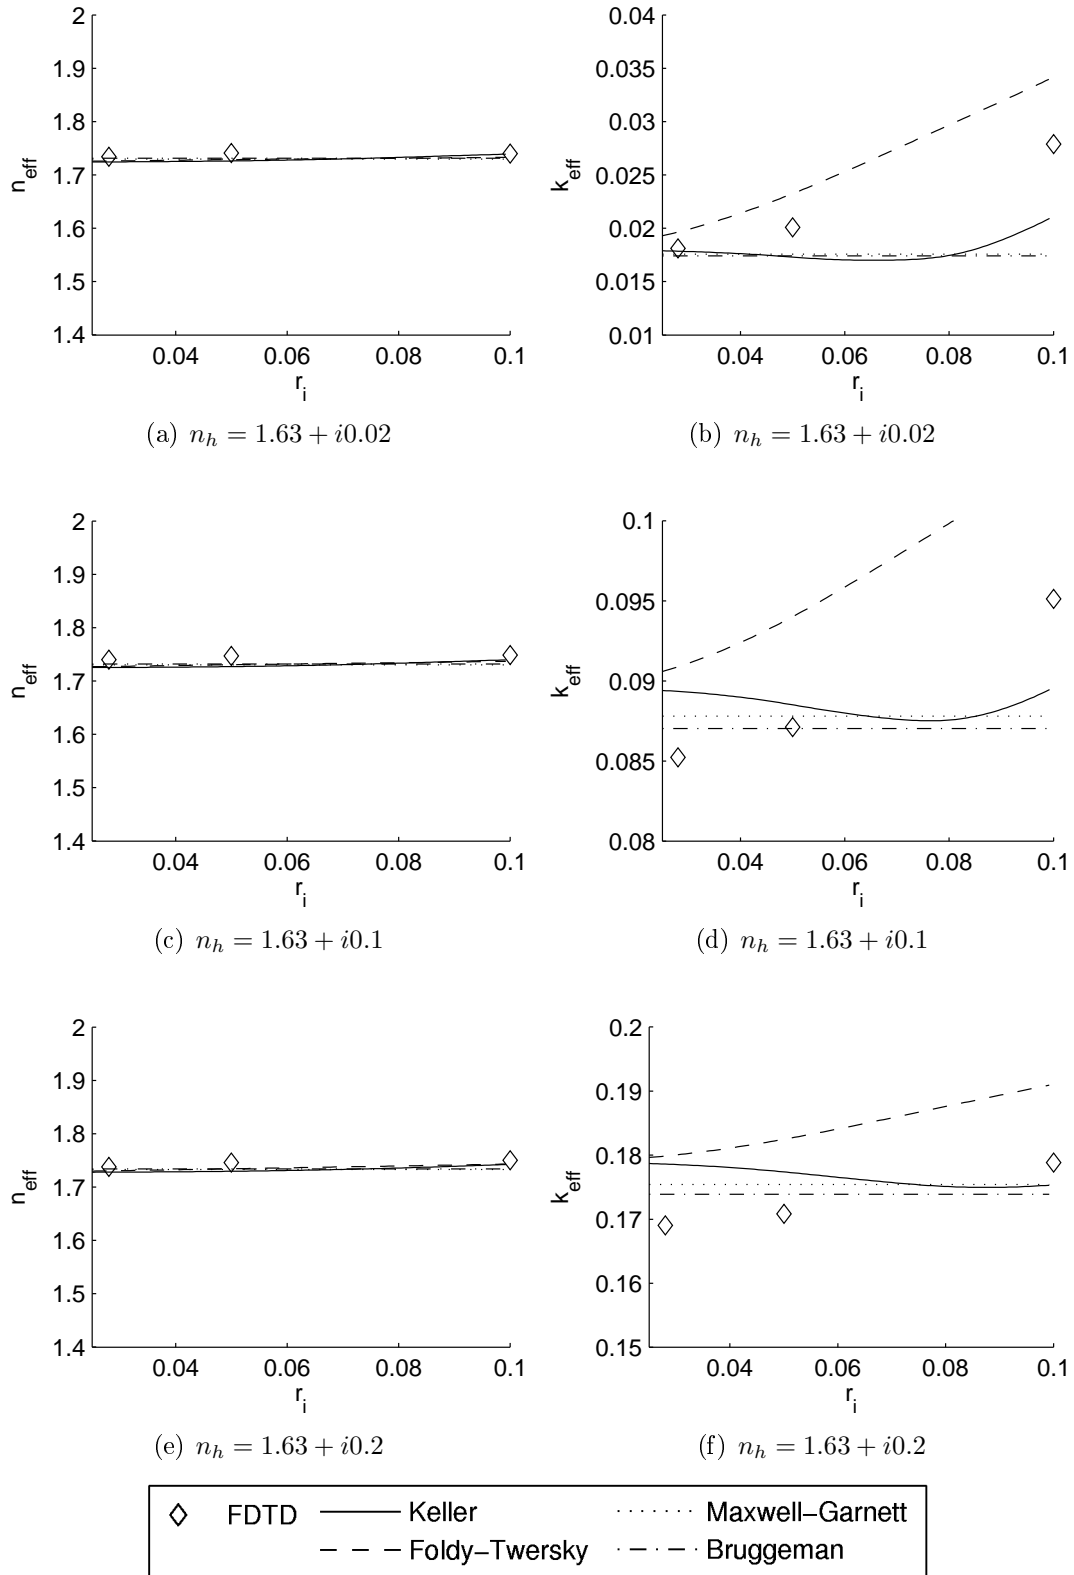 2
1.9
1.8
1.7
1.6
1.5
1.4
n_eff
0.04 0.06 0.08 0.1
r_i
(a) n_h = 1.63 + i0.02
0.04
0.035
0.03
0.025
0.02
0.015
0.01
k_eff
0.04 0.06 0.08 0.1
r_i
(b) n_h = 1.63 + i0.02
2
1.9
1.8
1.7
1.6
1.5
1.4
n_eff
0.04 0.06 0.08 0.1
r_i
(c) n_h = 1.63 + i0.1
0.1
0.095
0.09
0.085
0.08
k_eff
0.04 0.06 0.08 0.1
r_i
(d) n_h = 1.63 + i0.1
2
1.9
1.8
1.7
1.6
1.5
1.4
n_eff
0.04 0.06 0.08 0.1
r_i
(e) n_h = 1.63 + i0.2
0.2
0.19
0.18
0.17
0.16
0.15
k_eff
0.04 0.06 0.08 0.1
r_i
(f) n_h = 1.63 + i0.2
FDTD Keller Maxwell−Garnett
Foldy−Twersky Bruggeman